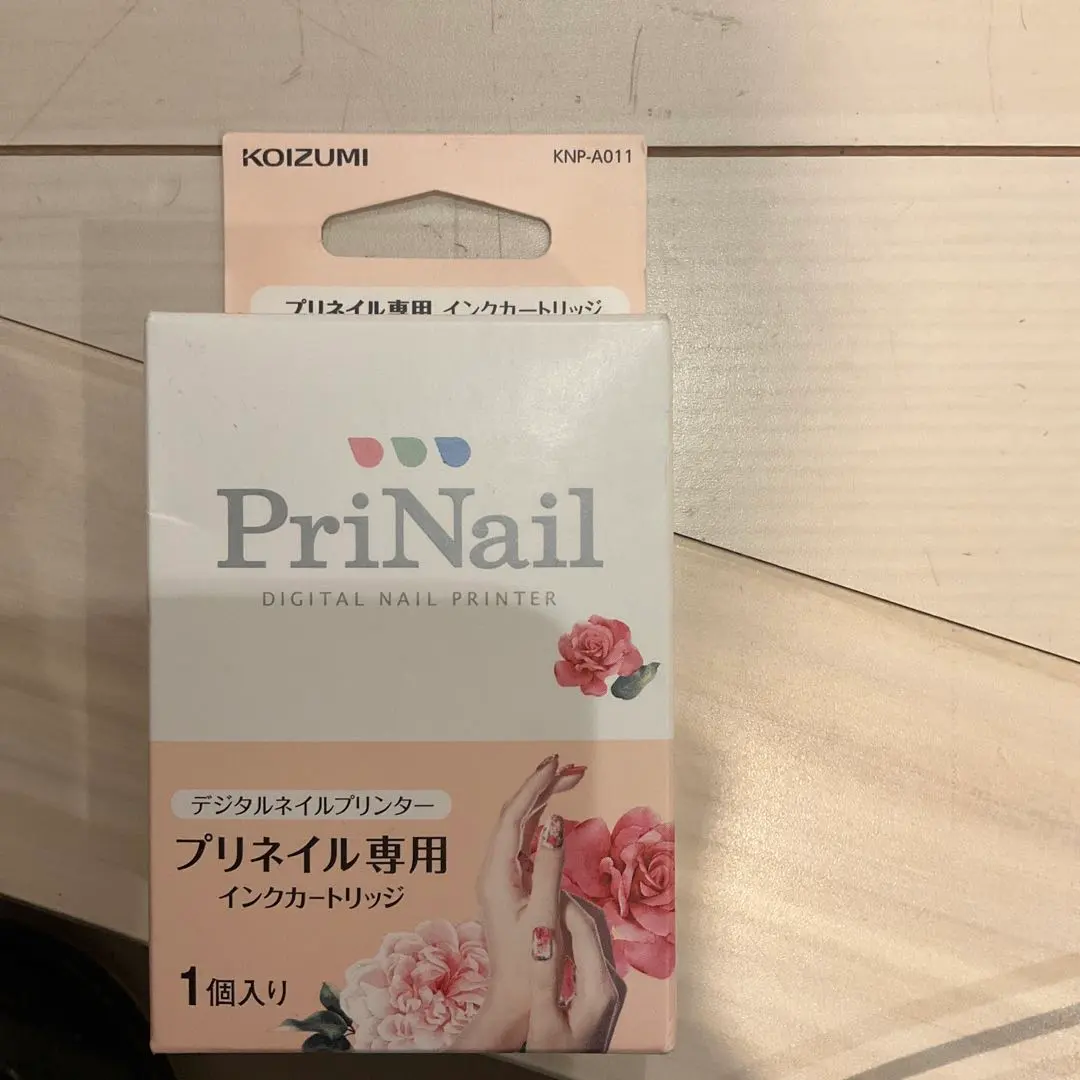 KOIZUMI
KNP-A011
プリネイル専用 インクカートリッジ
PriNail
DIGITAL NAIL PRINTER
デジタルネイルプリンター
プリネイル専用
インクカートリッジ
1個入り